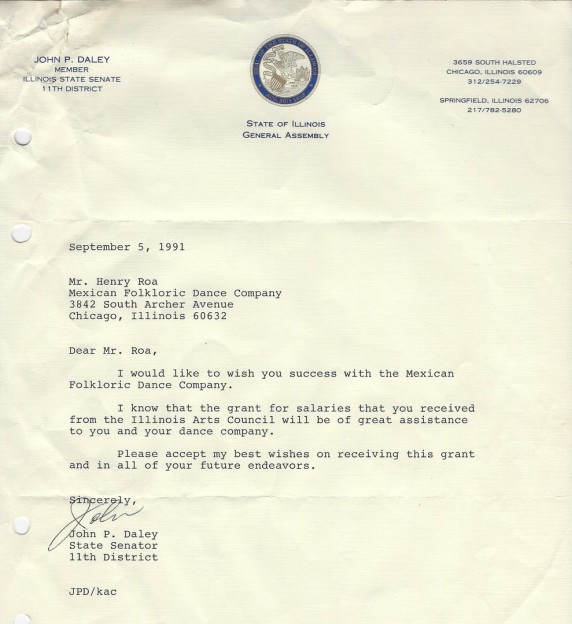 JOHN P. DALEY
MEMBER
ILLINOIS STATE SENATE
11TH DISTRICT
STATE OF ILLINOIS
GENERAL ASSEMBLY
3659 SOUTH HALSTED
CHICAGO, ILLINOIS 60609
312/254-7229
SPRINGFIELD, ILLINOIS 62706
217/782-5280
September 5, 1991
Mr. Henry Roa
Mexican Folkloric Dance Company
3842 South Archer Avenue
Chicago, Illinois 60632
Dear Mr. Roa,
I would like to wish you success with the Mexican
Folkloric Dance Company.
I know that the grant for salaries that you received
from the Illinois Arts Council will be of great assistance
to you and your dance company.
Please accept my best wishes on receiving this grant
and in all of your future endeavors.
Sincerely,
John
John P. Daley
State Senator
11th District
JPD/kac